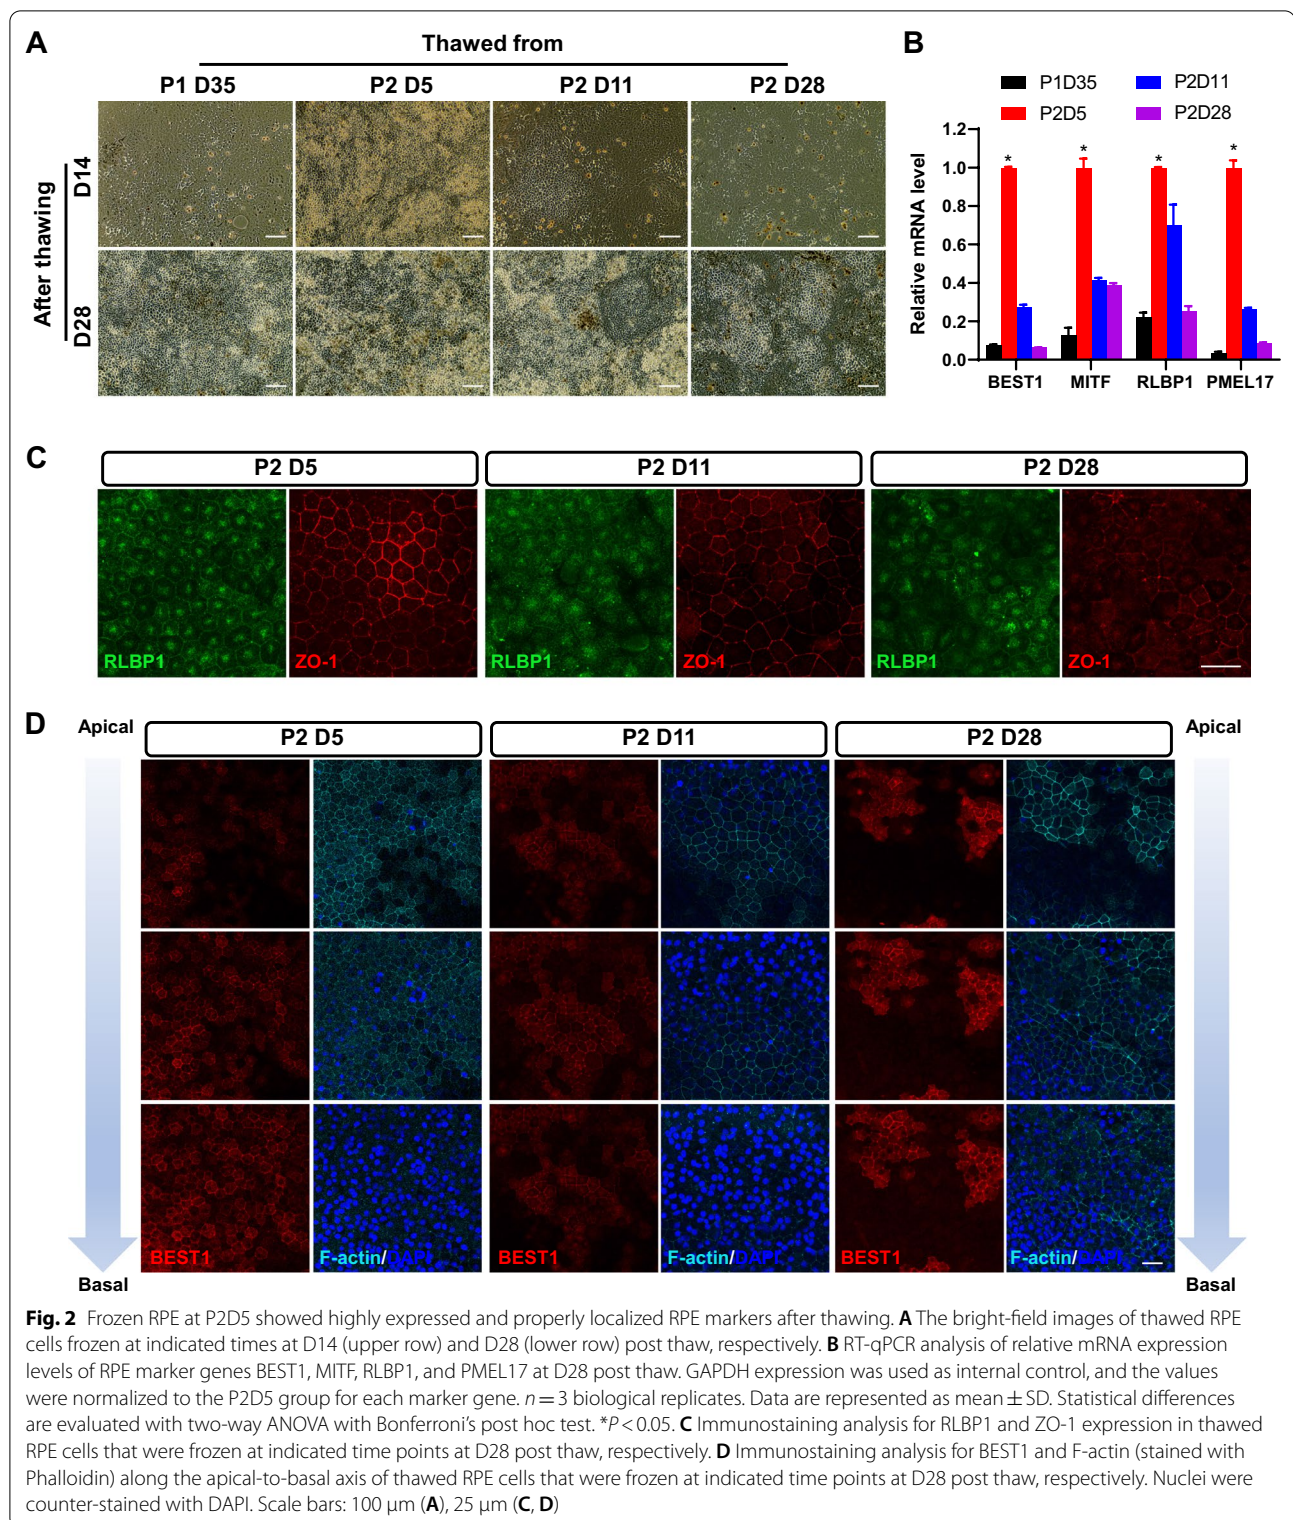 A
Thawed from
P1 D35 P2 D5 P2 D11 P2 D28
After thawing
D14
D28
B
P1D35 P2D11
P2D5 P2D28
Relative mRNA level
1.2
1.0
0.8
0.6
0.4
0.2
0.0
* * * *
BEST1 MITF RLBP1 PMEL17
C
P2 D5 P2 D11 P2 D28
RLBP1 ZO-1 RLBP1 ZO-1 RLBP1 ZO-1
D
Apical P2 D5 P2 D11 P2 D28 Apical
BEST1 F-actin/DAPI BEST1 F-actin/DAPI BEST1 F-actin/DAPI
Basal Basal
Fig. 2 Frozen RPE at P2D5 showed highly expressed and properly localized RPE markers after thawing. A The bright-field images of thawed RPE
cells frozen at indicated times at D14 (upper row) and D28 (lower row) post thaw, respectively. B RT-qPCR analysis of relative mRNA expression
levels of RPE marker genes BEST1, MITF, RLBP1, and PMEL17 at D28 post thaw. GAPDH expression was used as internal control, and the values
were normalized to the P2D5 group for each marker gene. n = 3 biological replicates. Data are represented as mean ± SD. Statistical differences
are evaluated with two-way ANOVA with Bonferroni's post hoc test. *P < 0.05. C Immunostaining analysis for RLBP1 and ZO-1 expression in thawed
RPE cells that were frozen at indicated time points at D28 post thaw, respectively. D Immunostaining analysis for BEST1 and F-actin (stained with
Phalloidin) along the apical-to-basal axis of thawed RPE cells that were frozen at indicated time points at D28 post thaw, respectively. Nuclei were
counter-stained with DAPI. Scale bars: 100 μm (A), 25 μm (C, D)